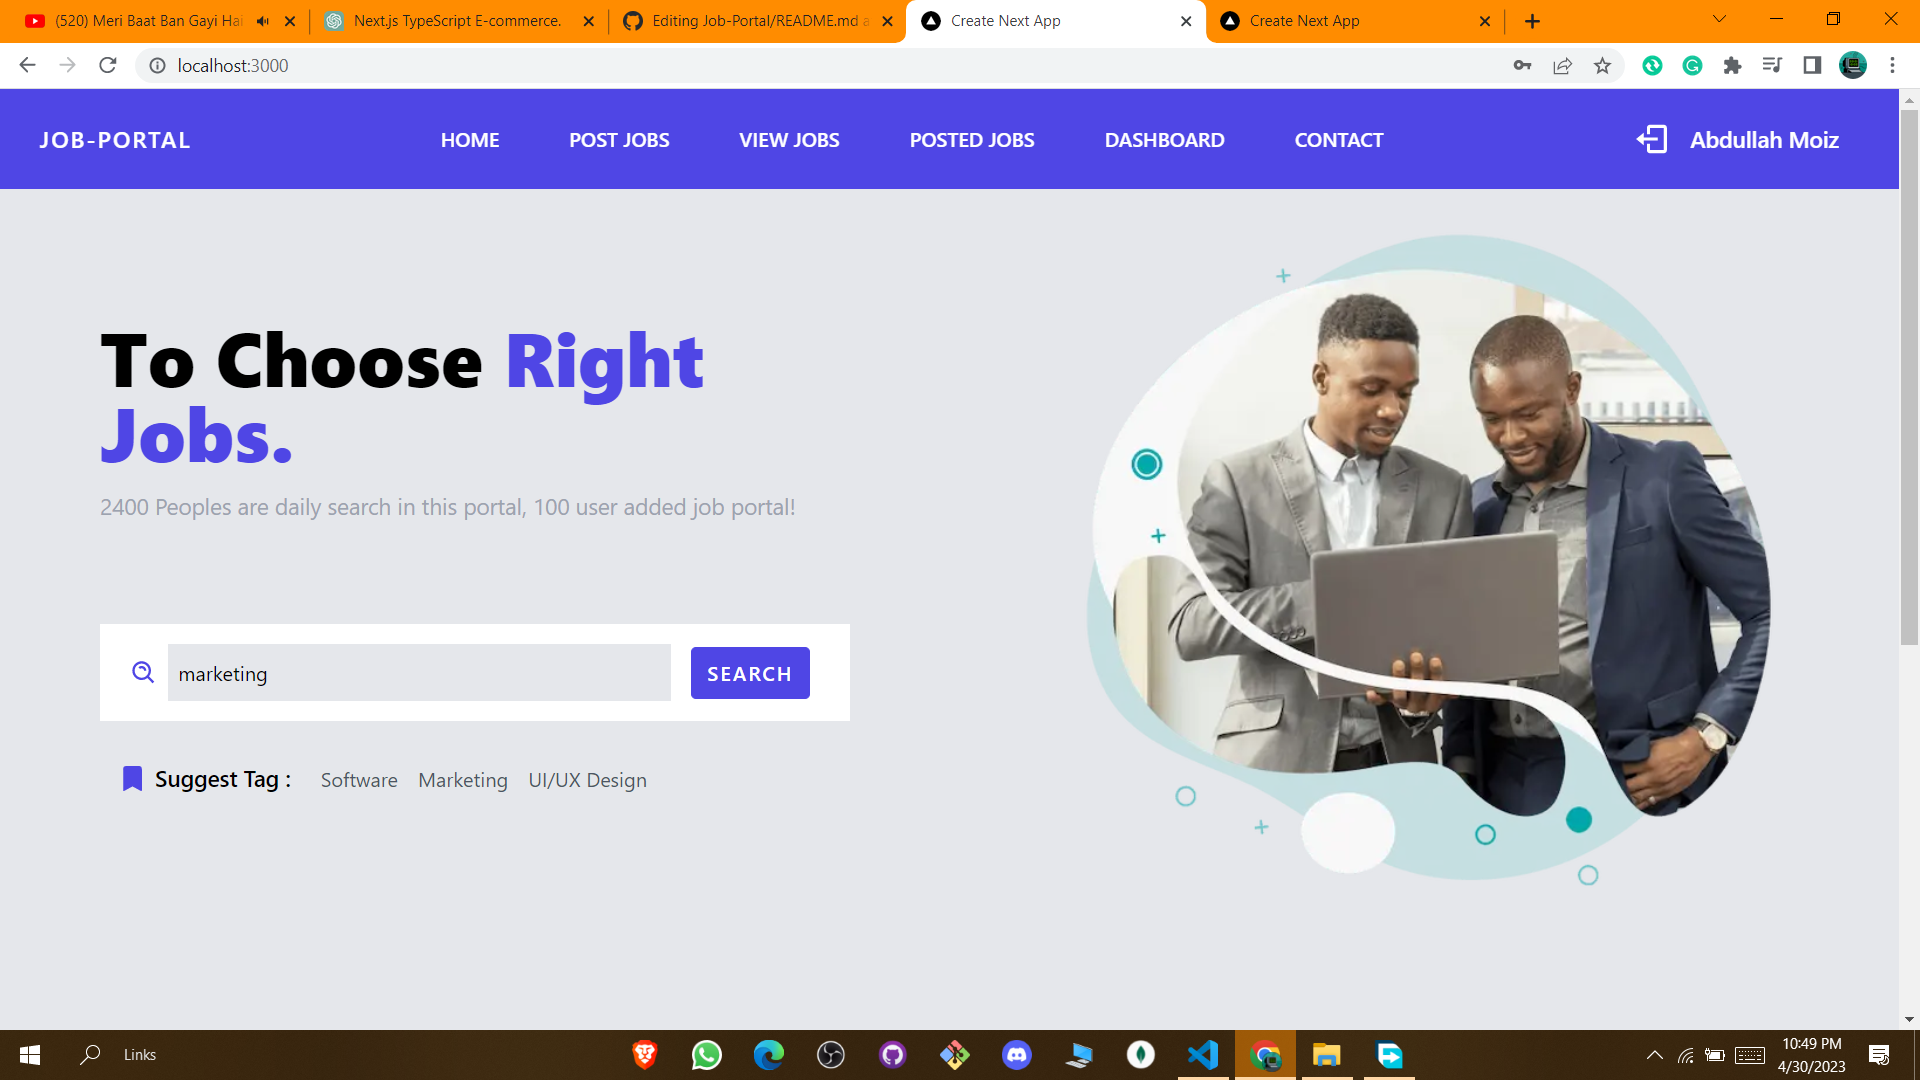 (520) Meri Baat Ban Gayi Hai
Next.js TypeScript E-commerce.
Editing Job-Portal/README.md a
Create Next App
Create Next App
localhost:3000
JOB-PORTAL
HOME
POST JOBS
VIEW JOBS
POSTED JOBS
DASHBOARD
CONTACT
Abdullah Moiz
To Choose Right
Jobs.
2400 Peoples are daily search in this portal, 100 user added job portal!
marketing
SEARCH
Suggest Tag :
Software
Marketing
UI/UX Design
Links
10:49 PM
4/30/2023